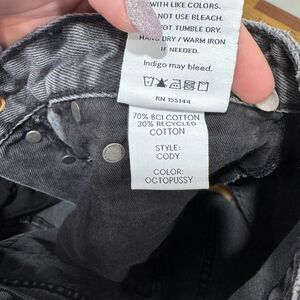 WITH LIKE COLORS.
NOT USE BLEACH.
NOT TUMBLE DRY.
HANG DRY / WARM IRON
IF NEEDED.
Indigo may bleed.
RN 155144
70% BCI COTTON
30% RECYCLED
COTTON
STYLE:
CODY
COLOR:
OCTOPUSSY